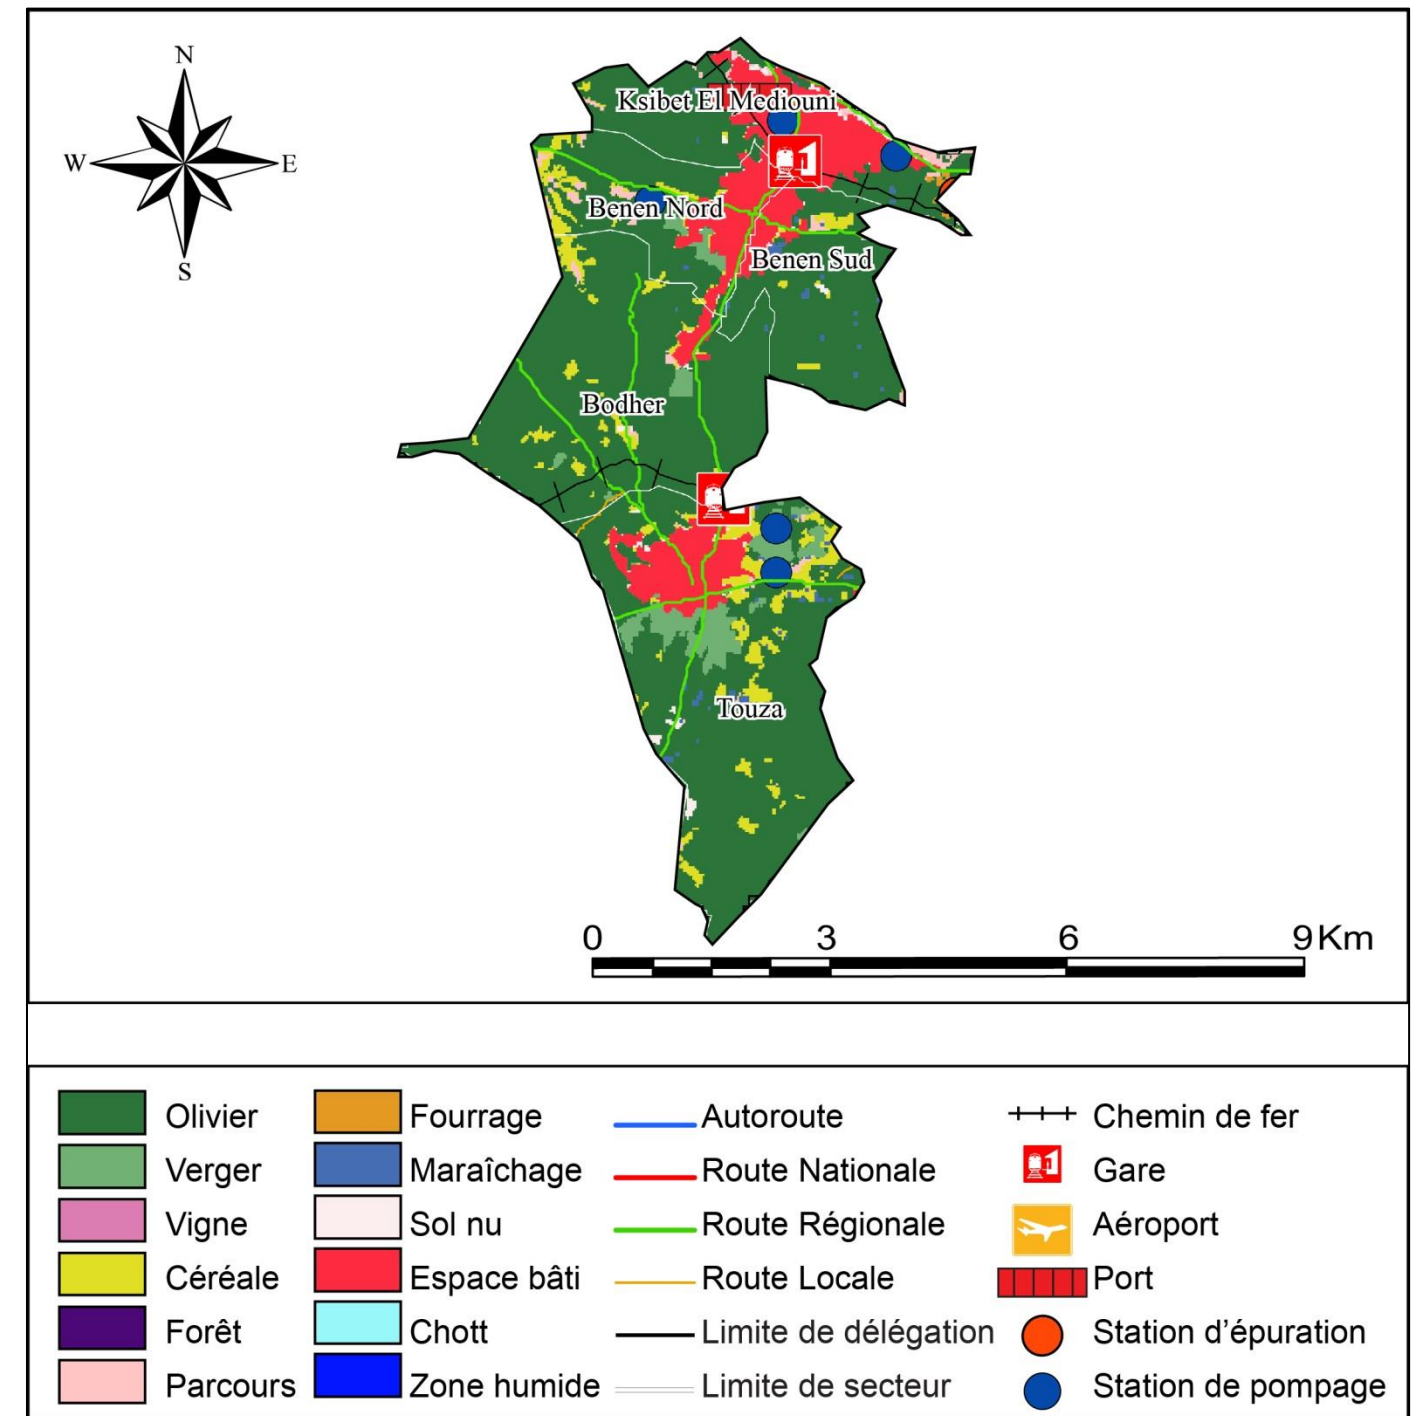 N
W E
S
Ksibet El Mediouni
Benen Nord
Benen Sud
Bodher
Touza
0 3 6 9 Km
Olivier Fourrage Autoroute Chemin de fer
Verger Maraîchage Route Nationale Gare
Vigne Sol nu Route Régionale Aéroport
Céréale Espace bâti Route Locale Port
Forêt Chott Limite de délégation Station d'épuration
Parcours Zone humide Limite de secteur Station de pompage